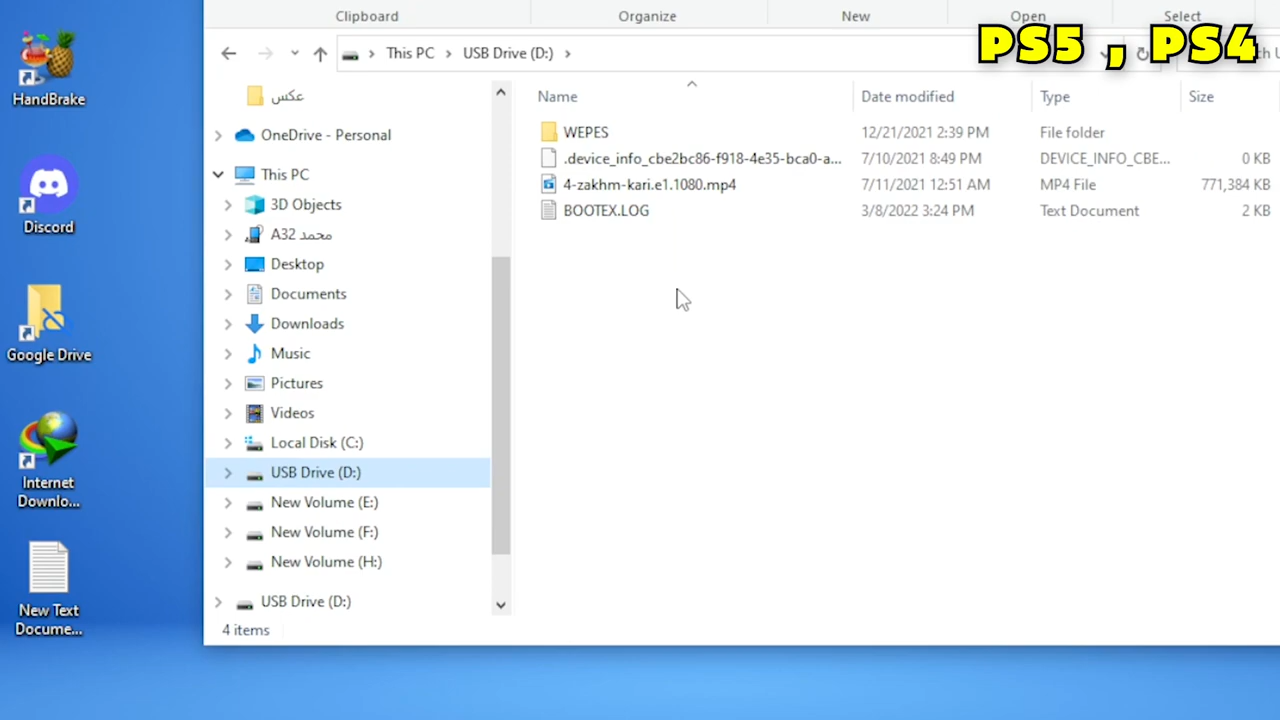 Clipboard
Organize
New
Open
Select
PS5 , PS4
This PC
USB Drive (D:)
Name
Date modified
Type
Size
WEPES
12/21/2021 2:39 PM
File folder
.device_info_cbe2bc86-f918-4e35-bca0-a...
7/10/2021 8:49 PM
DEVICE_INFO_CBE...
0 KB
4-zakhm-kari.e1.1080.mp4
7/11/2021 12:51 AM
MP4 File
771,384 KB
BOOTEX.LOG
3/8/2022 3:24 PM
Text Document
2 KB
عکس
OneDrive - Personal
This PC
3D Objects
محمد A32
Desktop
Documents
Downloads
Music
Pictures
Videos
Local Disk (C:)
USB Drive (D:)
New Volume (E:)
New Volume (F:)
New Volume (H:)
USB Drive (D:)
4 items
HandBrake
Discord
Google Drive
Internet
Downlo...
New Text
Docume...